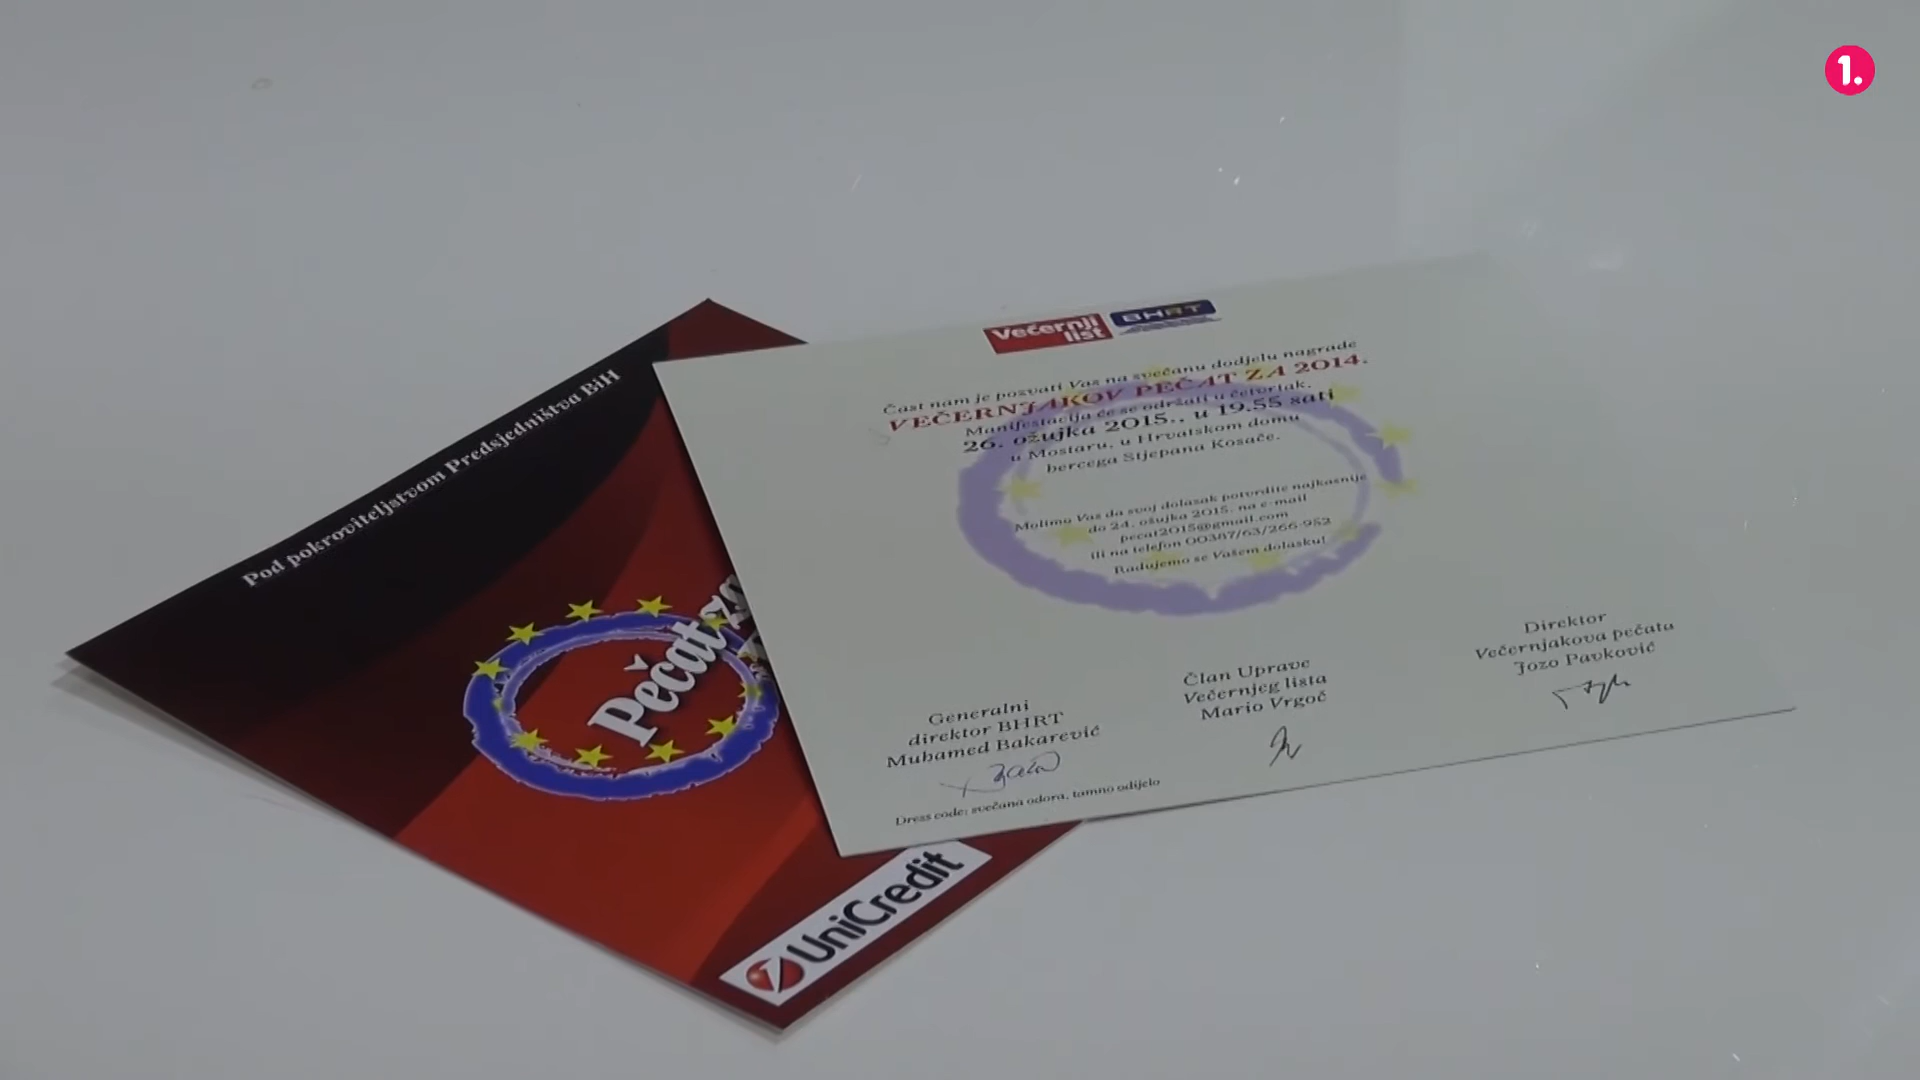 1.
Pod pokroviteljstvom Predsjedništva BiH
Pečat za
UniCredit
Večernji
list
BHRT
Čast nam je pozvati Vas na svečanu dodjelu nagrade
VEČERNJAKOV PEČAT ZA 2014.
Manifestacija će se održati u četvrtak,
26. ožujka 2015., u 19.55 sati
u Mostaru, u Hrvatskom domu
hercega Stjepana Kosače.
Molimo Vas da svoj dolazak potvrdite najkasnije
do 24. ožujka 2015. na e-mail
pecat2015@gmail.com
ili na telefon 00387/63/266-952
Radujemo se Vašem dolasku!
Generalni
direktor BHRT
Muhamed Bakarević
Član Uprave
Večernjeg lista
Mario Vrgoč
Direktor
Večernjakova pečata
Jozo Pavković
Dress code: svečana odora, tamno odijelo